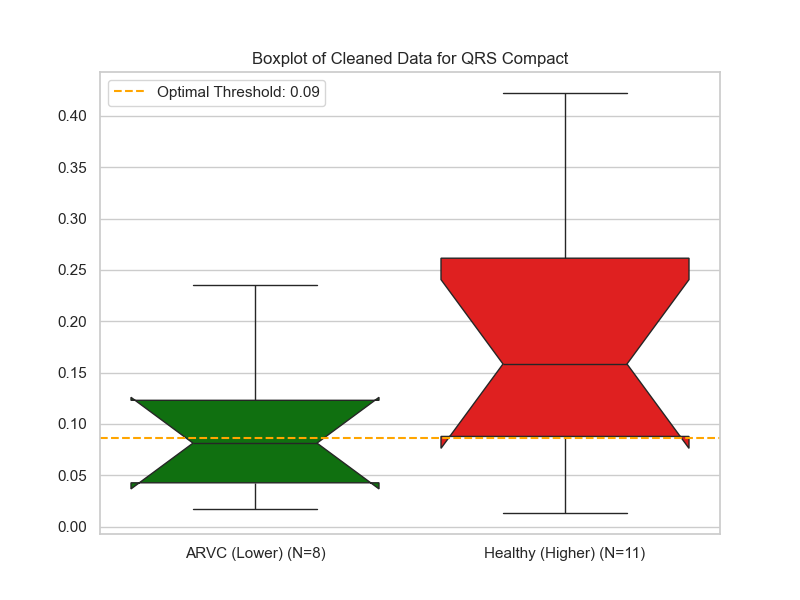 Boxplot of Cleaned Data for QRS Compact
Optimal Threshold: 0.09
0.40
0.35
0.30
0.25
0.20
0.15
0.10
0.05
0.00
ARVC (Lower) (N=8)
Healthy (Higher) (N=11)